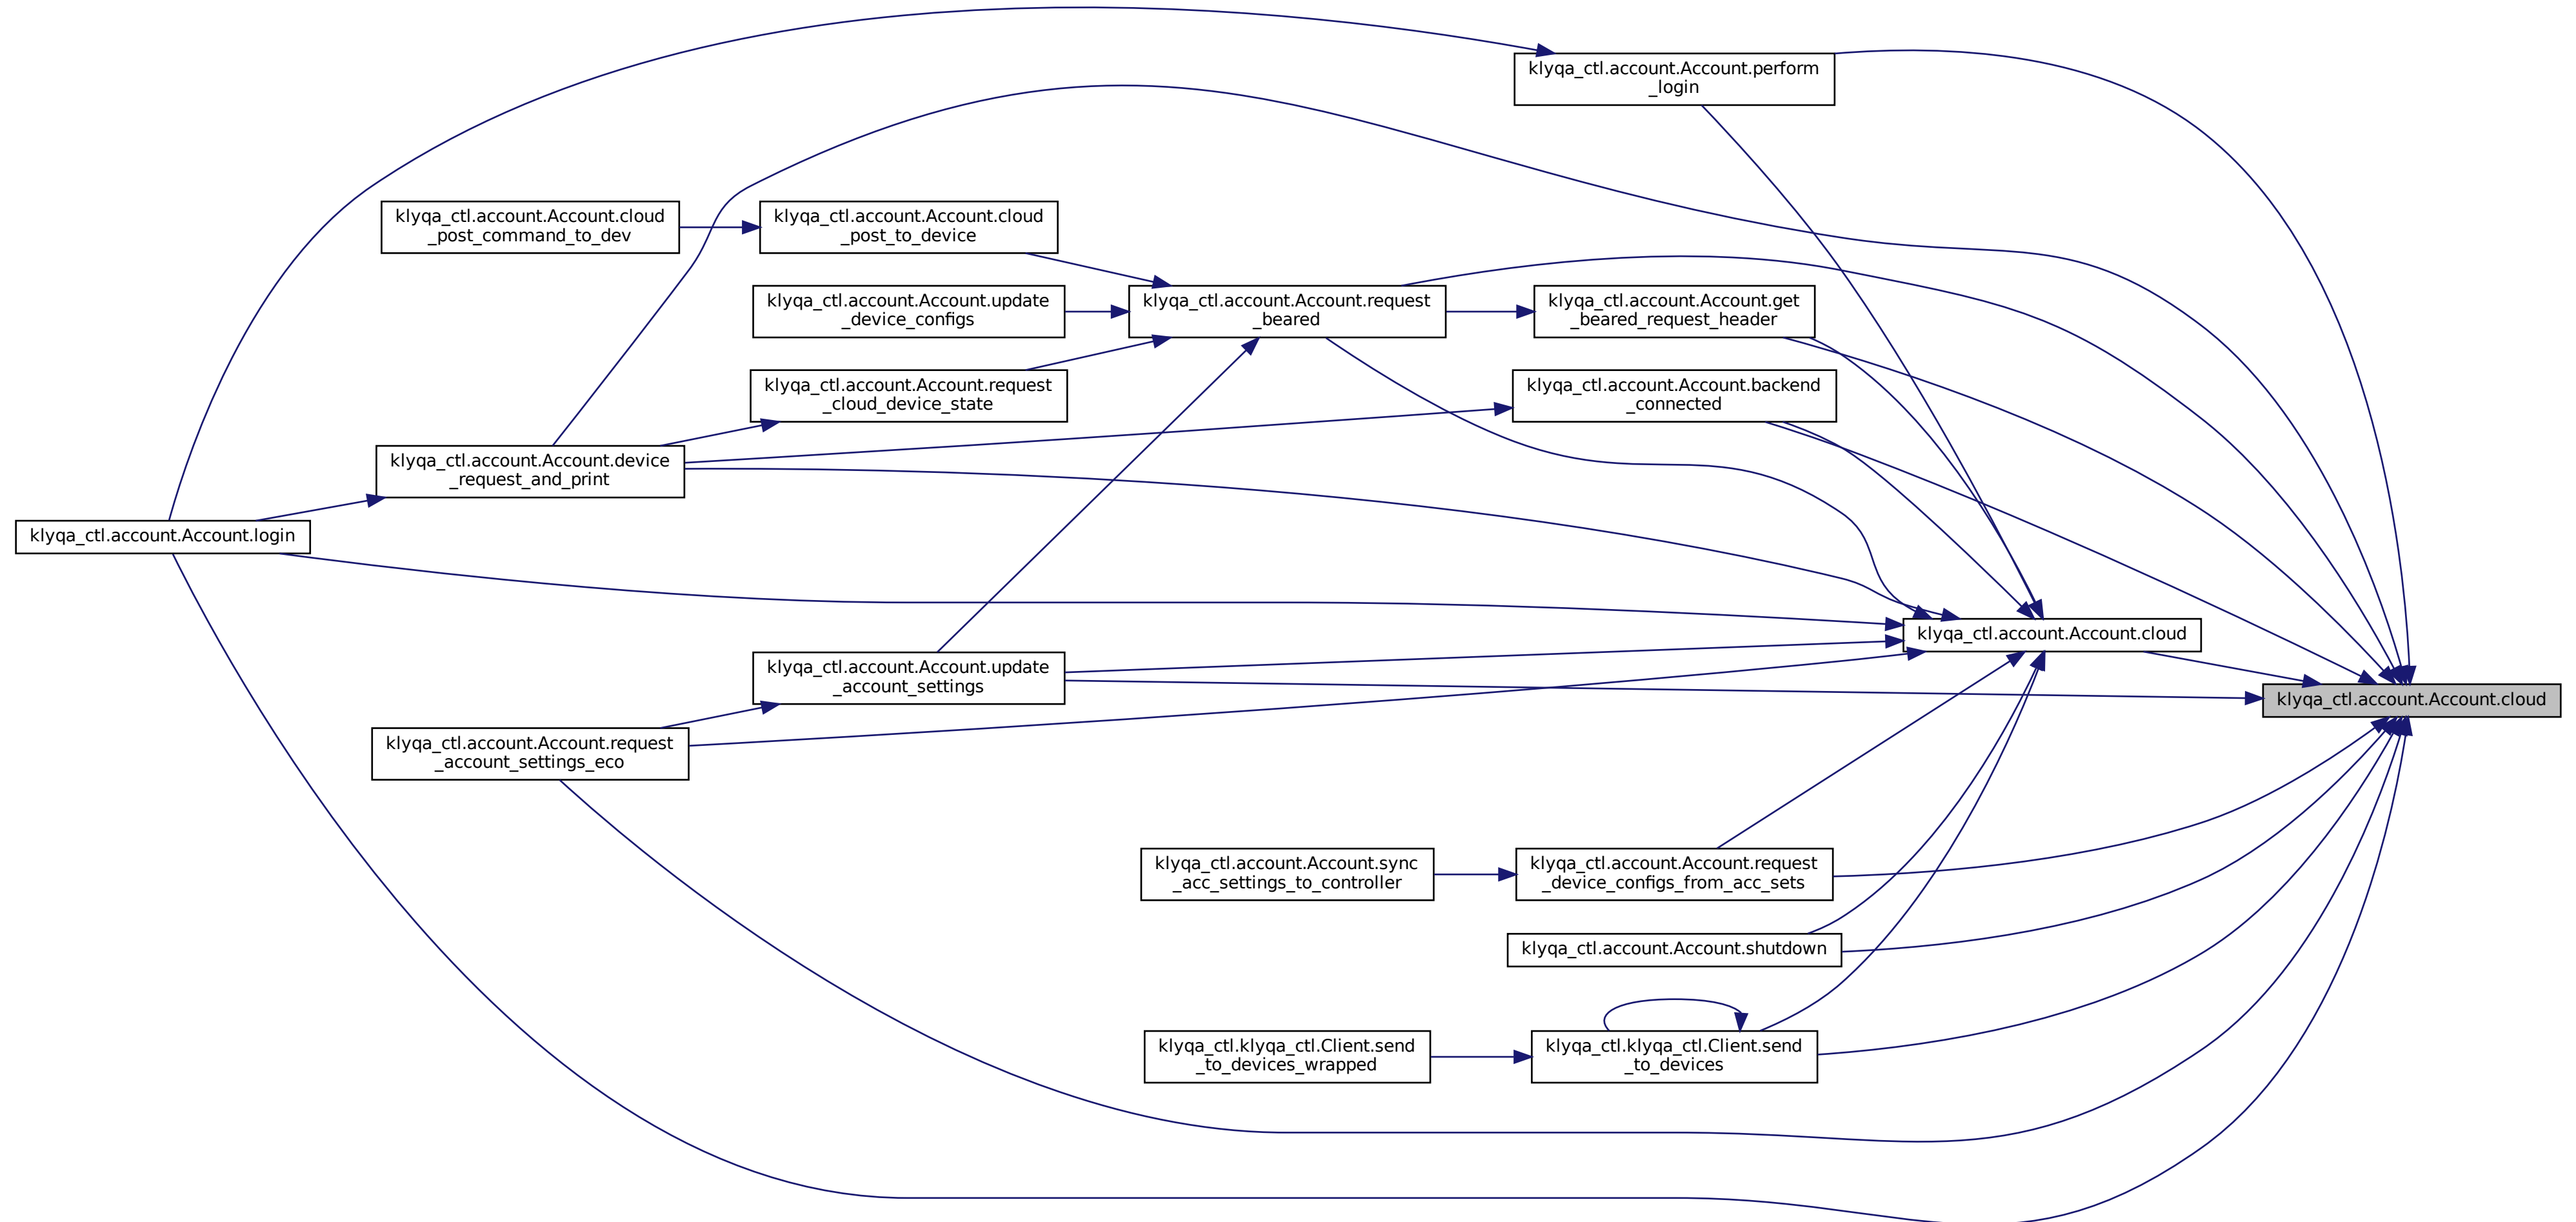 klyqa_ctl.account.Account.perform
_login
klyqa_ctl.account.Account.cloud
_post_command_to_dev
klyqa_ctl.account.Account.cloud
_post_to_device
klyqa_ctl.account.Account.update
_device_configs
klyqa_ctl.account.Account.request
_beared
klyqa_ctl.account.Account.get
_beared_request_header
klyqa_ctl.account.Account.request
_cloud_device_state
klyqa_ctl.account.Account.backend
_connected
klyqa_ctl.account.Account.device
_request_and_print
klyqa_ctl.account.Account.login
klyqa_ctl.account.Account.cloud
klyqa_ctl.account.Account.update
_account_settings
klyqa_ctl.account.Account.cloud
klyqa_ctl.account.Account.request
_account_settings_eco
klyqa_ctl.account.Account.sync
_acc_settings_to_controller
klyqa_ctl.account.Account.request
_device_configs_from_acc_sets
klyqa_ctl.account.Account.shutdown
klyqa_ctl.klyqa_ctl.Client.send
_to_devices_wrapped
klyqa_ctl.klyqa_ctl.Client.send
_to_devices